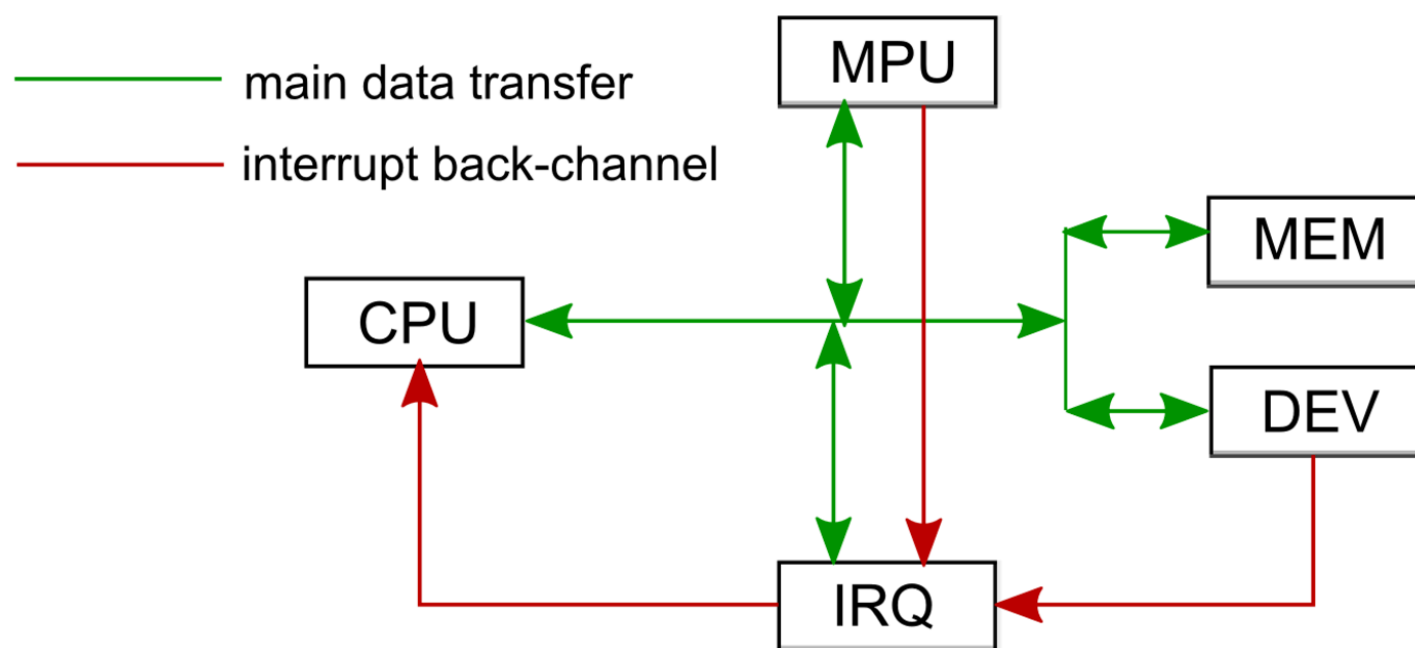 MPU
main data transfer
interrupt back-channel
MEM
CPU
DEV
IRQ